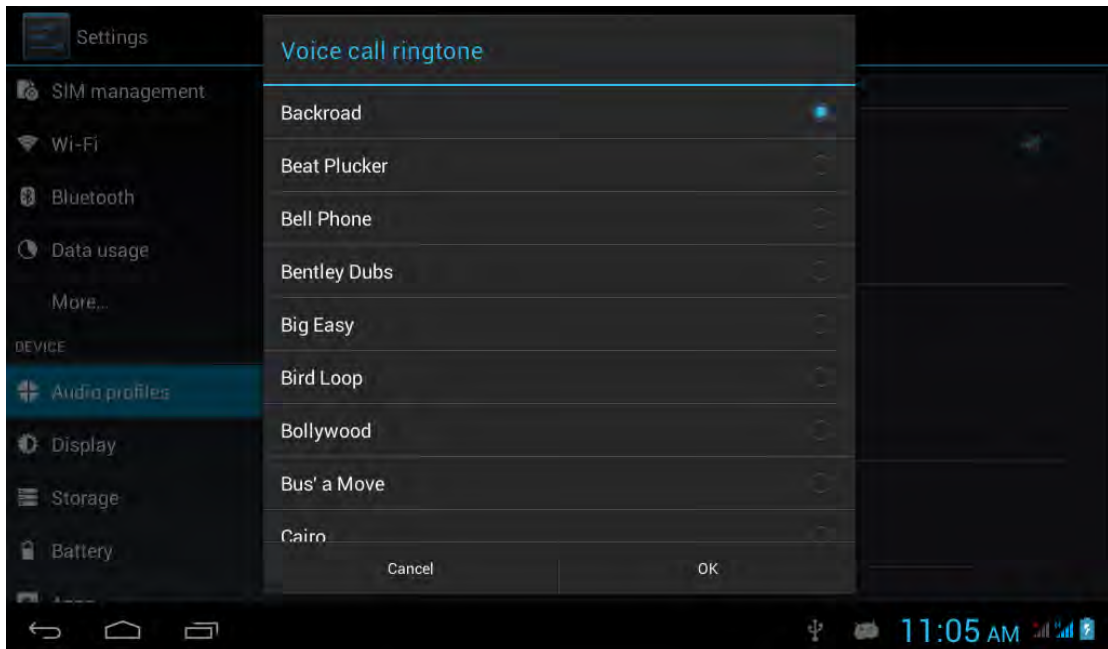 Settings
SIM management
Wi-Fi
Bluetooth
Data usage
More...
DEVICE
Audio profiles
Display
Storage
Battery
Apps
Voice call ringtone
Backroad
Beat Plucker
Bell Phone
Bentley Dubs
Big Easy
Bird Loop
Bollywood
Bus' a Move
Cairo
Cancel
OK
11:05 AM